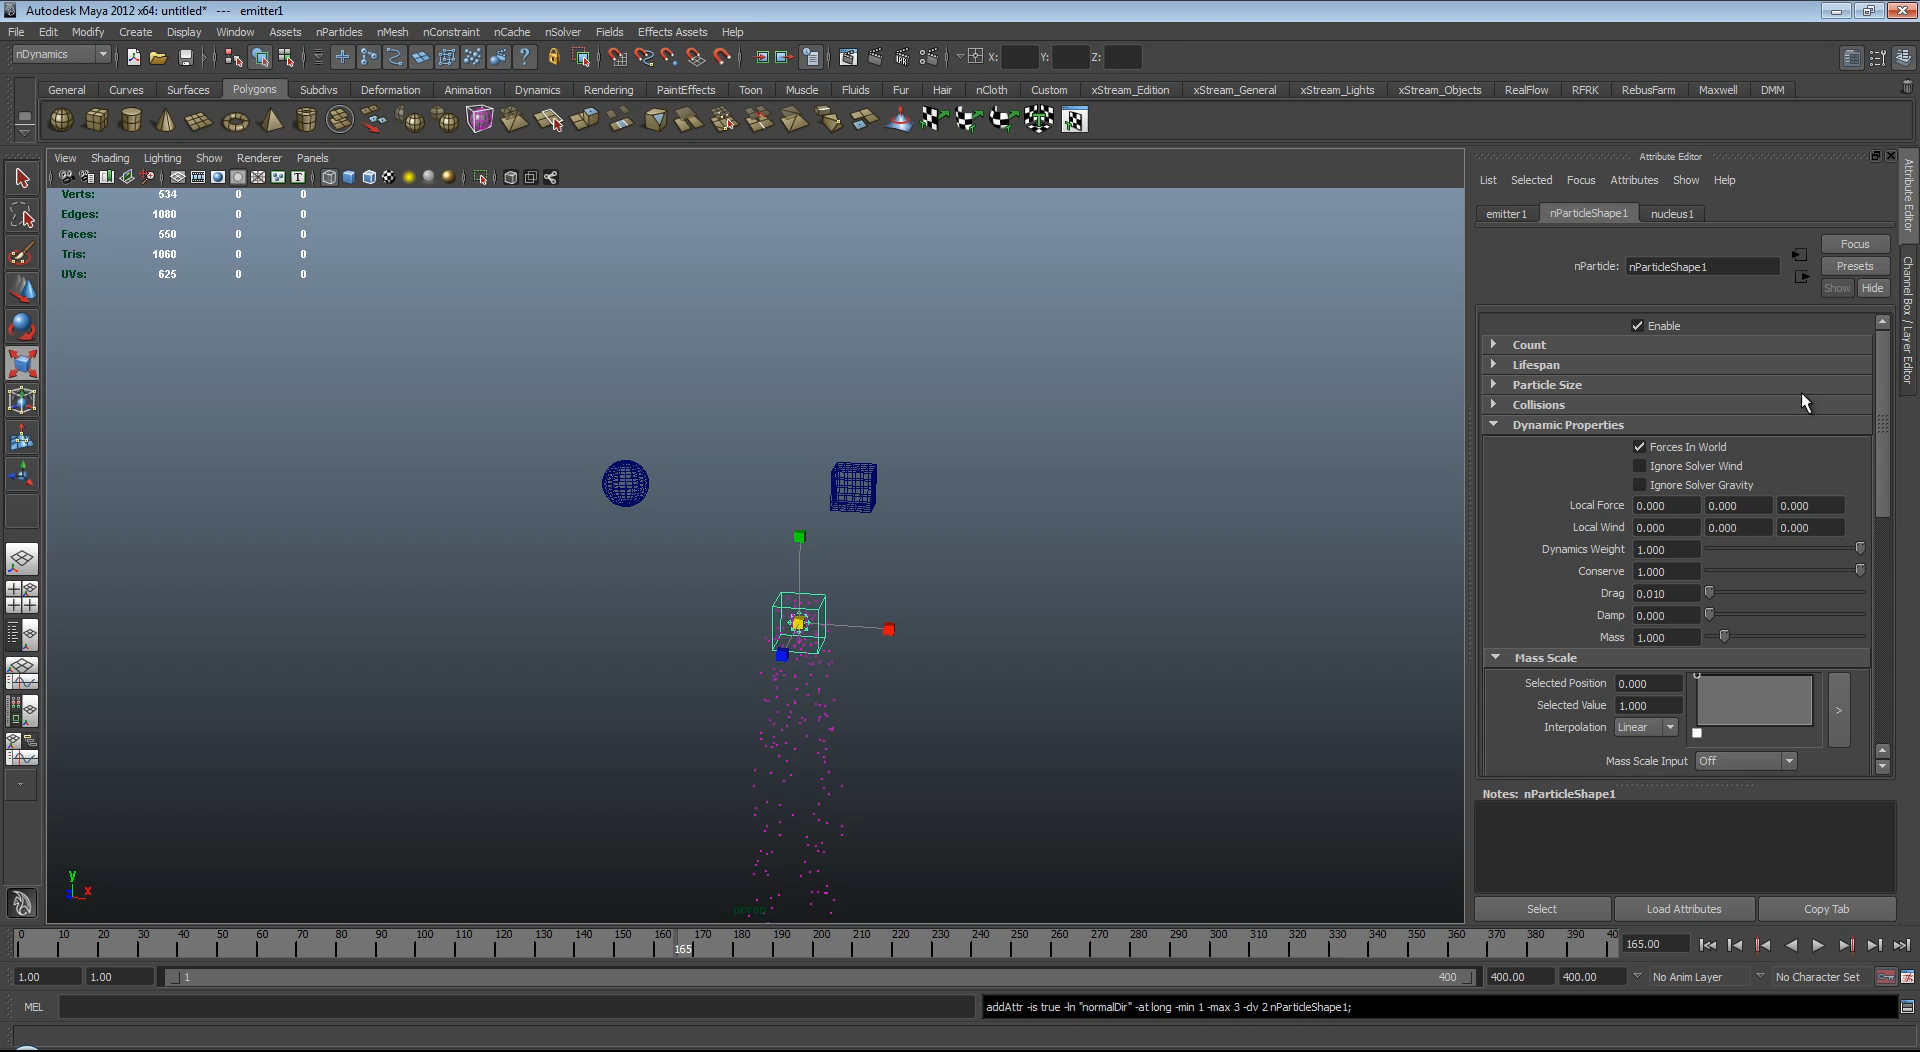 Autodesk Maya 2012 x64: untitled* --- emitter1
File Edit Modify Create Display Window Assets nParticles nMesh nConstraint nCache nSolver Fields Effects Assets Help
nDynamics X: Y: Z:
General Curves Surfaces Polygons Subdivs Deformation Animation Dynamics Rendering PaintEffects Toon Muscle Fluids Fur Hair nCloth Custom xStream_Edition xStream_General xStream_Lights xStream_Objects RealFlow RFRK RebusFarm Maxwell DMM
View Shading Lighting Show Renderer Panels
Verts: 534 0 0
Edges: 1080 0 0
Faces: 550 0 0
Tris: 1060 0 0
UVs: 625 0 0
y
x
persp
Attribute Editor
List Selected Focus Attributes Show Help
emitter1 nParticleShape1 nucleus1
Focus
nParticle: nParticleShape1 Presets
Show Hide
Enable
Count
Lifespan
Particle Size
Collisions
Dynamic Properties
Forces In World
Ignore Solver Wind
Ignore Solver Gravity
Local Force 0.000 0.000 0.000
Local Wind 0.000 0.000 0.000
Dynamics Weight 1.000
Conserve 1.000
Drag 0.010
Damp 0.000
Mass 1.000
Mass Scale
Selected Position 0.000
Selected Value 1.000
Interpolation Linear
>
Mass Scale Input Off
Notes: nParticleShape1
Select Load Attributes Copy Tab
Attribute Editor
Channel Box / Layer Editor
0 10 20 30 40 50 60 70 80 90 100 110 120 130 140 150 160 170 180 190 200 210 220 230 240 250 260 270 280 290 300 310 320 330 340 350 360 370 380 390 40
165
165.00
1.00 1.00 1 400 400.00 400.00 No Anim Layer No Character Set
MEL addAttr -is true -ln "normalDir" -at long -min 1 -max 3 -dv 2 nParticleShape1;